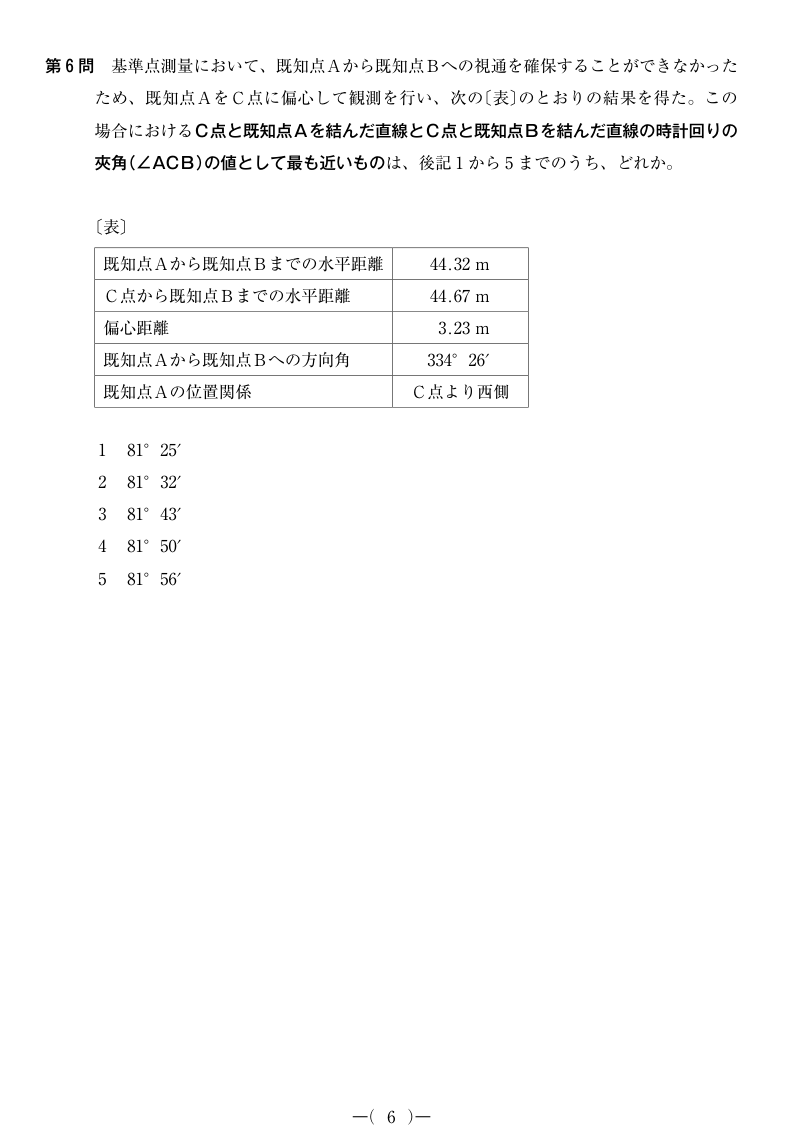 第6問　基準点測量において、既知点Aから既知点Bへの視通を確保することができなかった
ため、既知点AをC点に偏心して観測を行い、次の〔表〕のとおりの結果を得た。この
場合におけるC点と既知点Aを結んだ直線とC点と既知点Bを結んだ直線の時計回りの
夾角(∠ACB)の値として最も近いものは、後記1から5までのうち、どれか。
〔表〕
既知点Aから既知点Bまでの水平距離　44.32 m
C点から既知点Bまでの水平距離　44.67 m
偏心距離　3.23 m
既知点Aから既知点Bへの方向角　334°26′
既知点Aの位置関係　C点より西側
1　81°25′
2　81°32′
3　81°43′
4　81°50′
5　81°56′
―( 6 )―